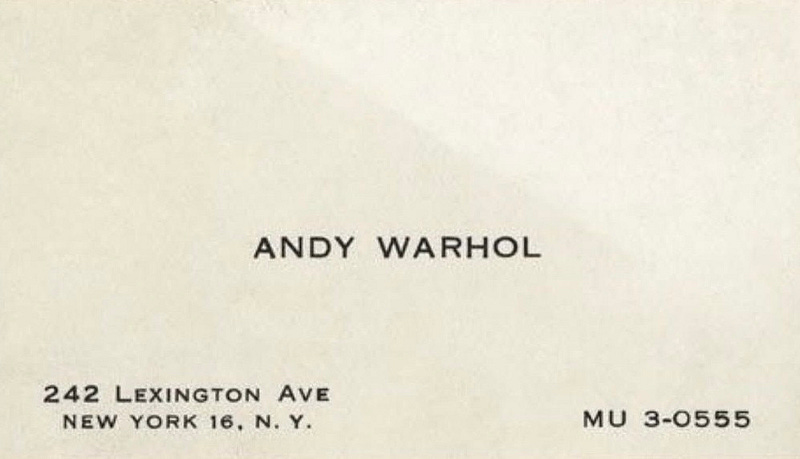 ANDY WARHOL
242 LEXINGTON AVE
NEW YORK 16, N. Y.
MU 3-0555